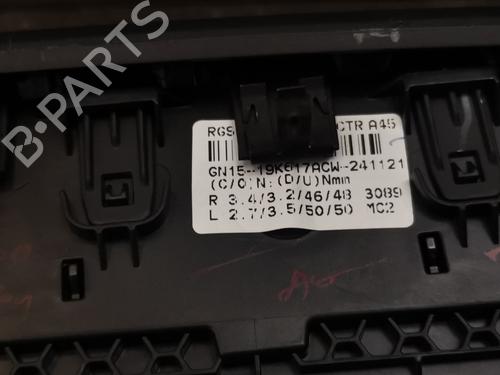 RGS CTR A45
GN15-19K617ACW-241121
(C/O)N: (D/U)Nmin
R 3.4/3.2/46/48 3089
L 2.7/3.5/50/50 MC2
B-PARTS